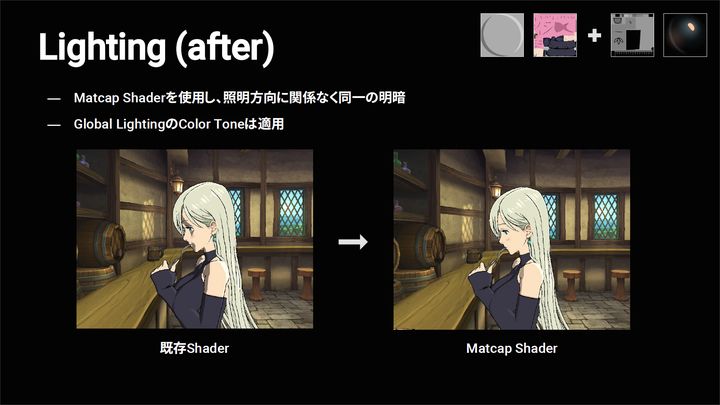 Lighting (after)
— Matcap Shaderを使用し、照明方向に関係なく同一の明暗
— Global LightingのColor Toneは適用
既存Shader
Matcap Shader